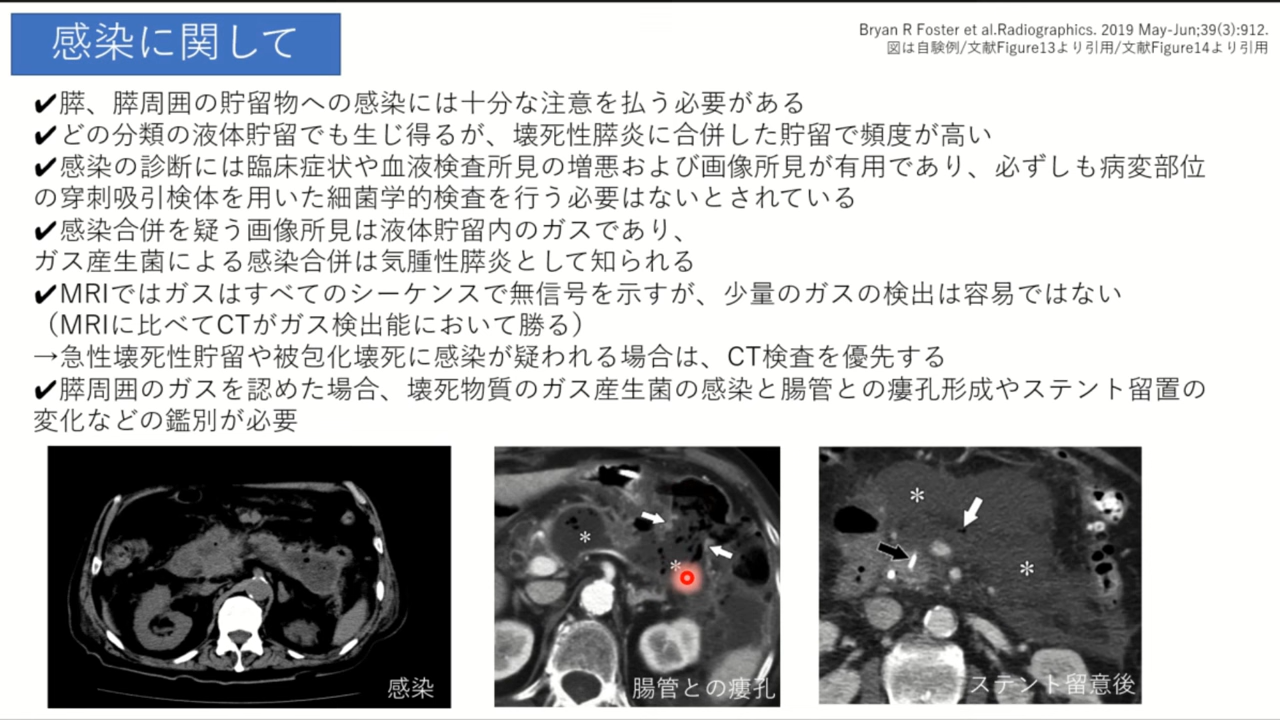 感染に関して
Bryan R Foster et al.Radiographics. 2019 May-Jun;39(3):912.
図は自験例/文献Figure13より引用/文献Figure14より引用
✔膵、膵周囲の貯留物への感染には十分な注意を払う必要がある
✔どの分類の液体貯留でも生じ得るが、壊死性膵炎に合併した貯留で頻度が高い
✔感染の診断には臨床症状や血液検査所見の増悪および画像所見が有用であり、必ずしも病変部位
の穿刺吸引検体を用いた細菌学的検査を行う必要はないとされている
✔感染合併を疑う画像所見は液体貯留内のガスであり、
ガス産生菌による感染合併は気腫性膵炎として知られる
✔MRIではガスはすべてのシーケンスで無信号を示すが、少量のガスの検出は容易ではない
（MRIに比べてCTがガス検出能において勝る）
→急性壊死性貯留や被包化壊死に感染が疑われる場合は、CT検査を優先する
✔膵周囲のガスを認めた場合、壊死物質のガス産生菌の感染と腸管との瘻孔形成やステント留置の
変化などの鑑別が必要
感染
腸管との瘻孔
ステント留意後